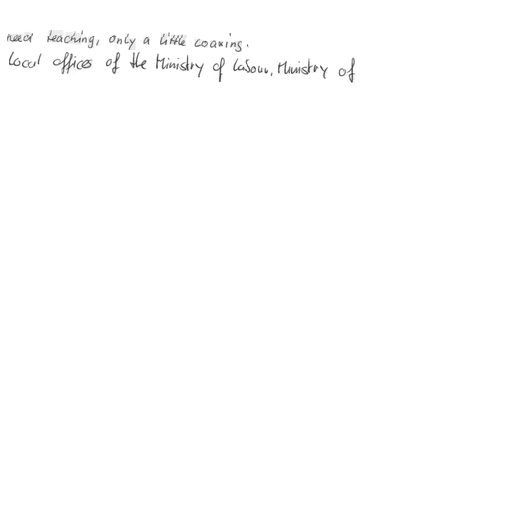 need teaching, only a little coaxing.
Local offices of the Ministry of Labour, Ministry of